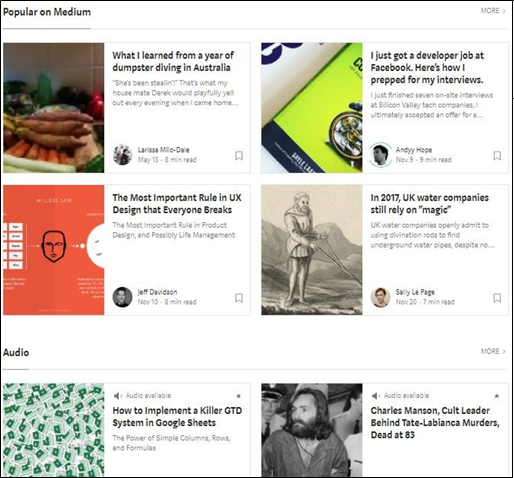 Popular on Medium
MORE
What I learned from a year of
dumpster diving in Australia
"She's been stealin'!" That's what my
house mate Derek would playfully yell
out every evening when I came home...
Larissa Milo-Dale
May 13 · 8 min read
I just got a developer job at
Facebook. Here's how I
prepped for my interviews.
I just finished seven on-site interviews
at Silicon Valley tech companies. I
ultimately accepted an offer for a...
Andyy Hope
Nov 9 · 9 min read
The Most Important Rule in UX
Design that Everyone Breaks
The Most Important Rule in Product
Design, and Possibly Life Management
Jeff Davidson
Nov 10 · 8 min read
In 2017, UK water companies
still rely on "magic"
UK water companies openly admit to
using divination rods to find
underground water pipes, despite no...
Sally Le Page
Nov 20 · 7 min read
Audio
MORE
Audio available
How to Implement a Killer GTD
System in Google Sheets
The Power of Simple Columns, Rows,
and Formulas
Audio available
Charles Manson, Cult Leader
Behind Tate-Labianca Murders,
Dead at 83